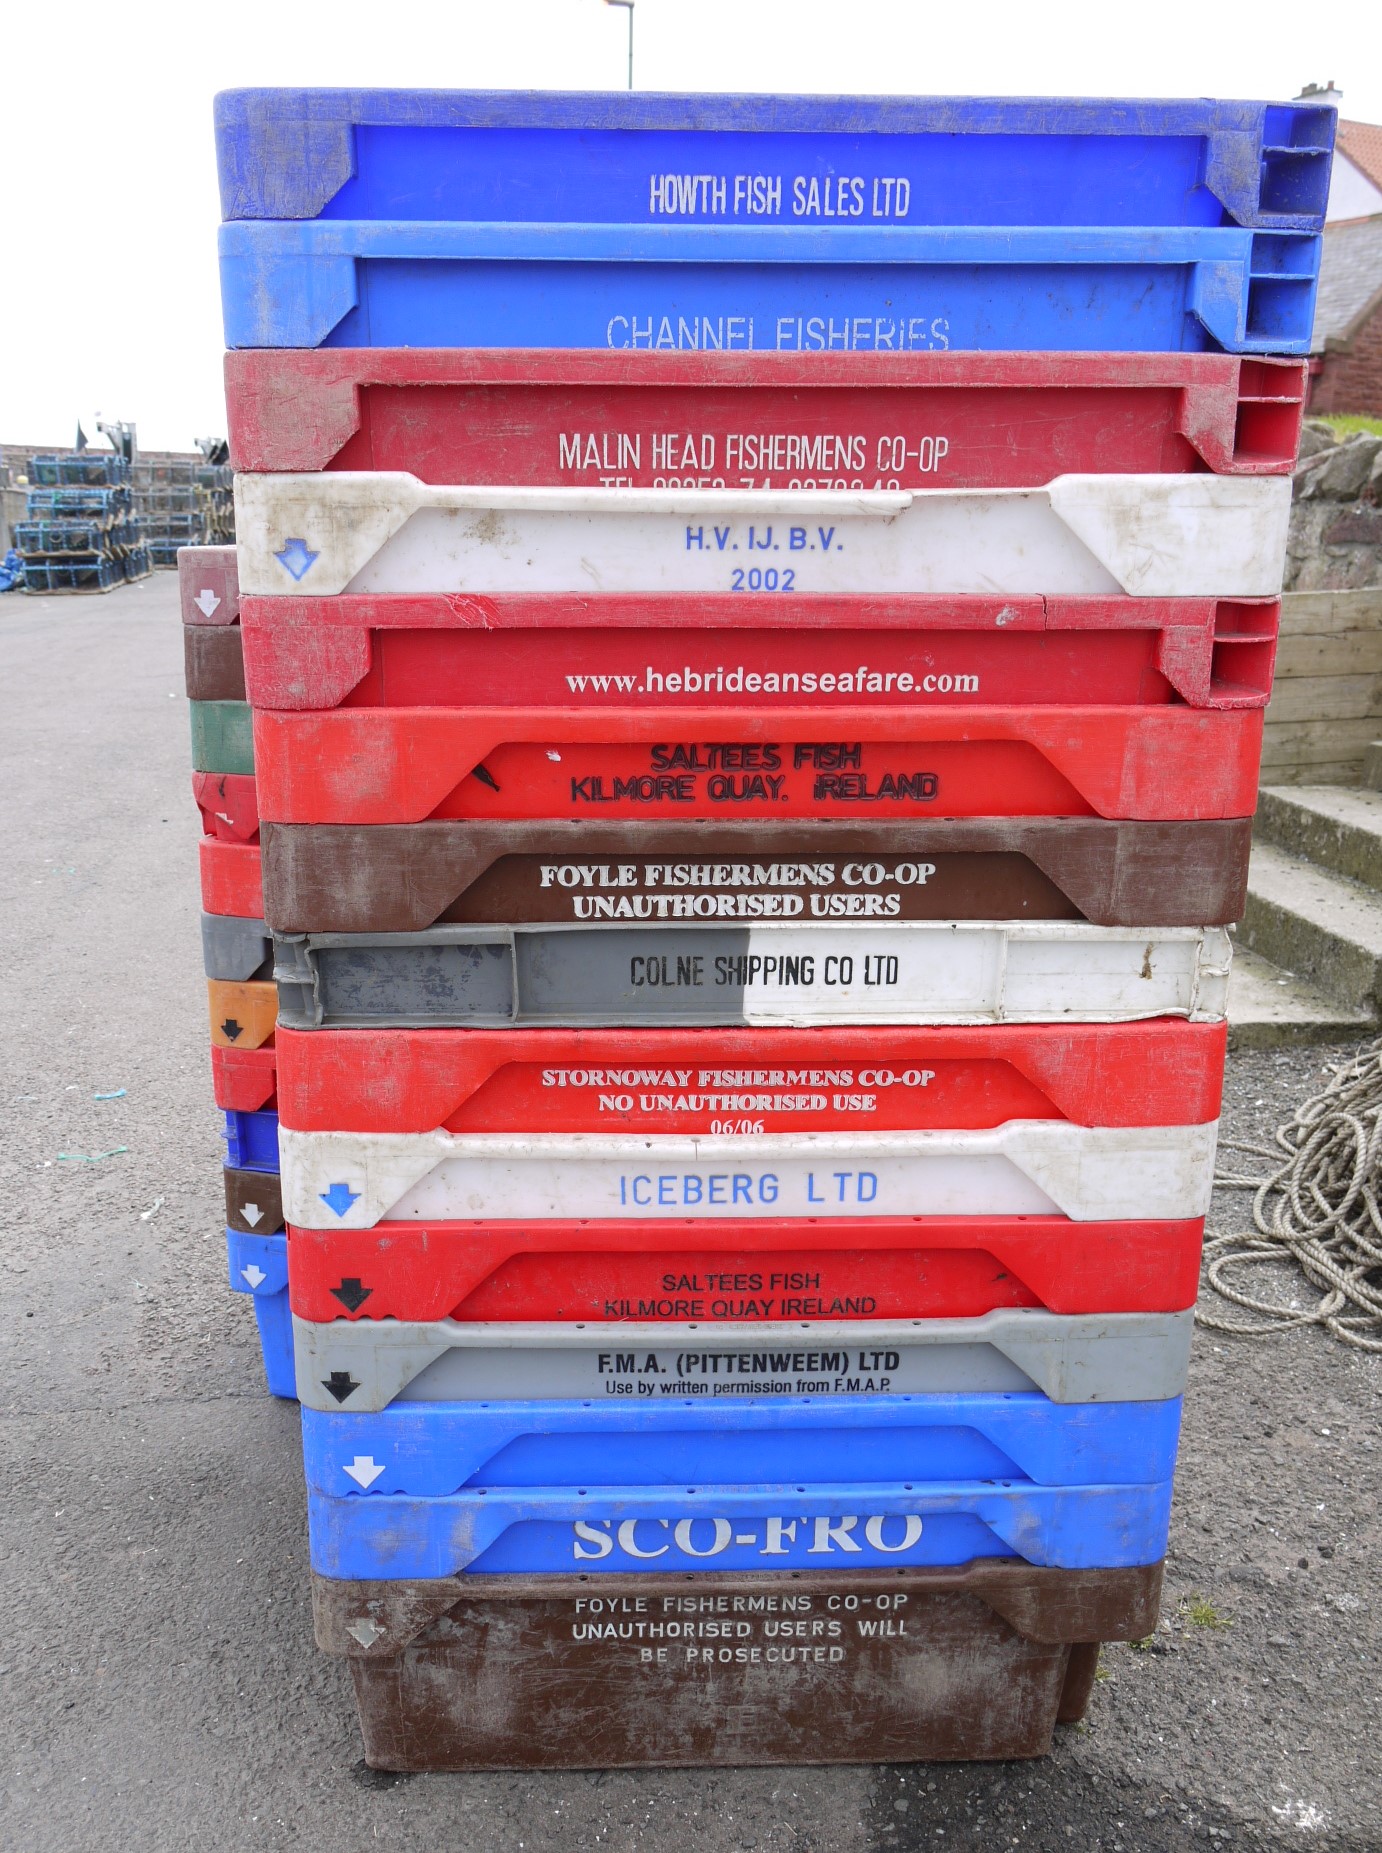 HOWTH FISH SALES LTD
CHANNEL FISHERIES
MALIN HEAD FISHERMENS CO-OP
TEL 00353 74
H.V. IJ. B.V.
2002
www.hebrideanseafare.com
SALTEES FISH
KILMORE QUAY. IRELAND
FOYLE FISHERMENS CO-OP
UNAUTHORISED USERS
COLNE SHIPPING CO LTD
STORNOWAY FISHERMENS CO-OP
NO UNAUTHORISED USE
06/06
ICEBERG LTD
SALTEES FISH
KILMORE QUAY IRELAND
F.M.A. (PITTENWEEM) LTD
Use by written permission from F.M.A.P.
SCO-FRO
FOYLE FISHERMENS CO-OP
UNAUTHORISED USERS WILL
BE PROSECUTED